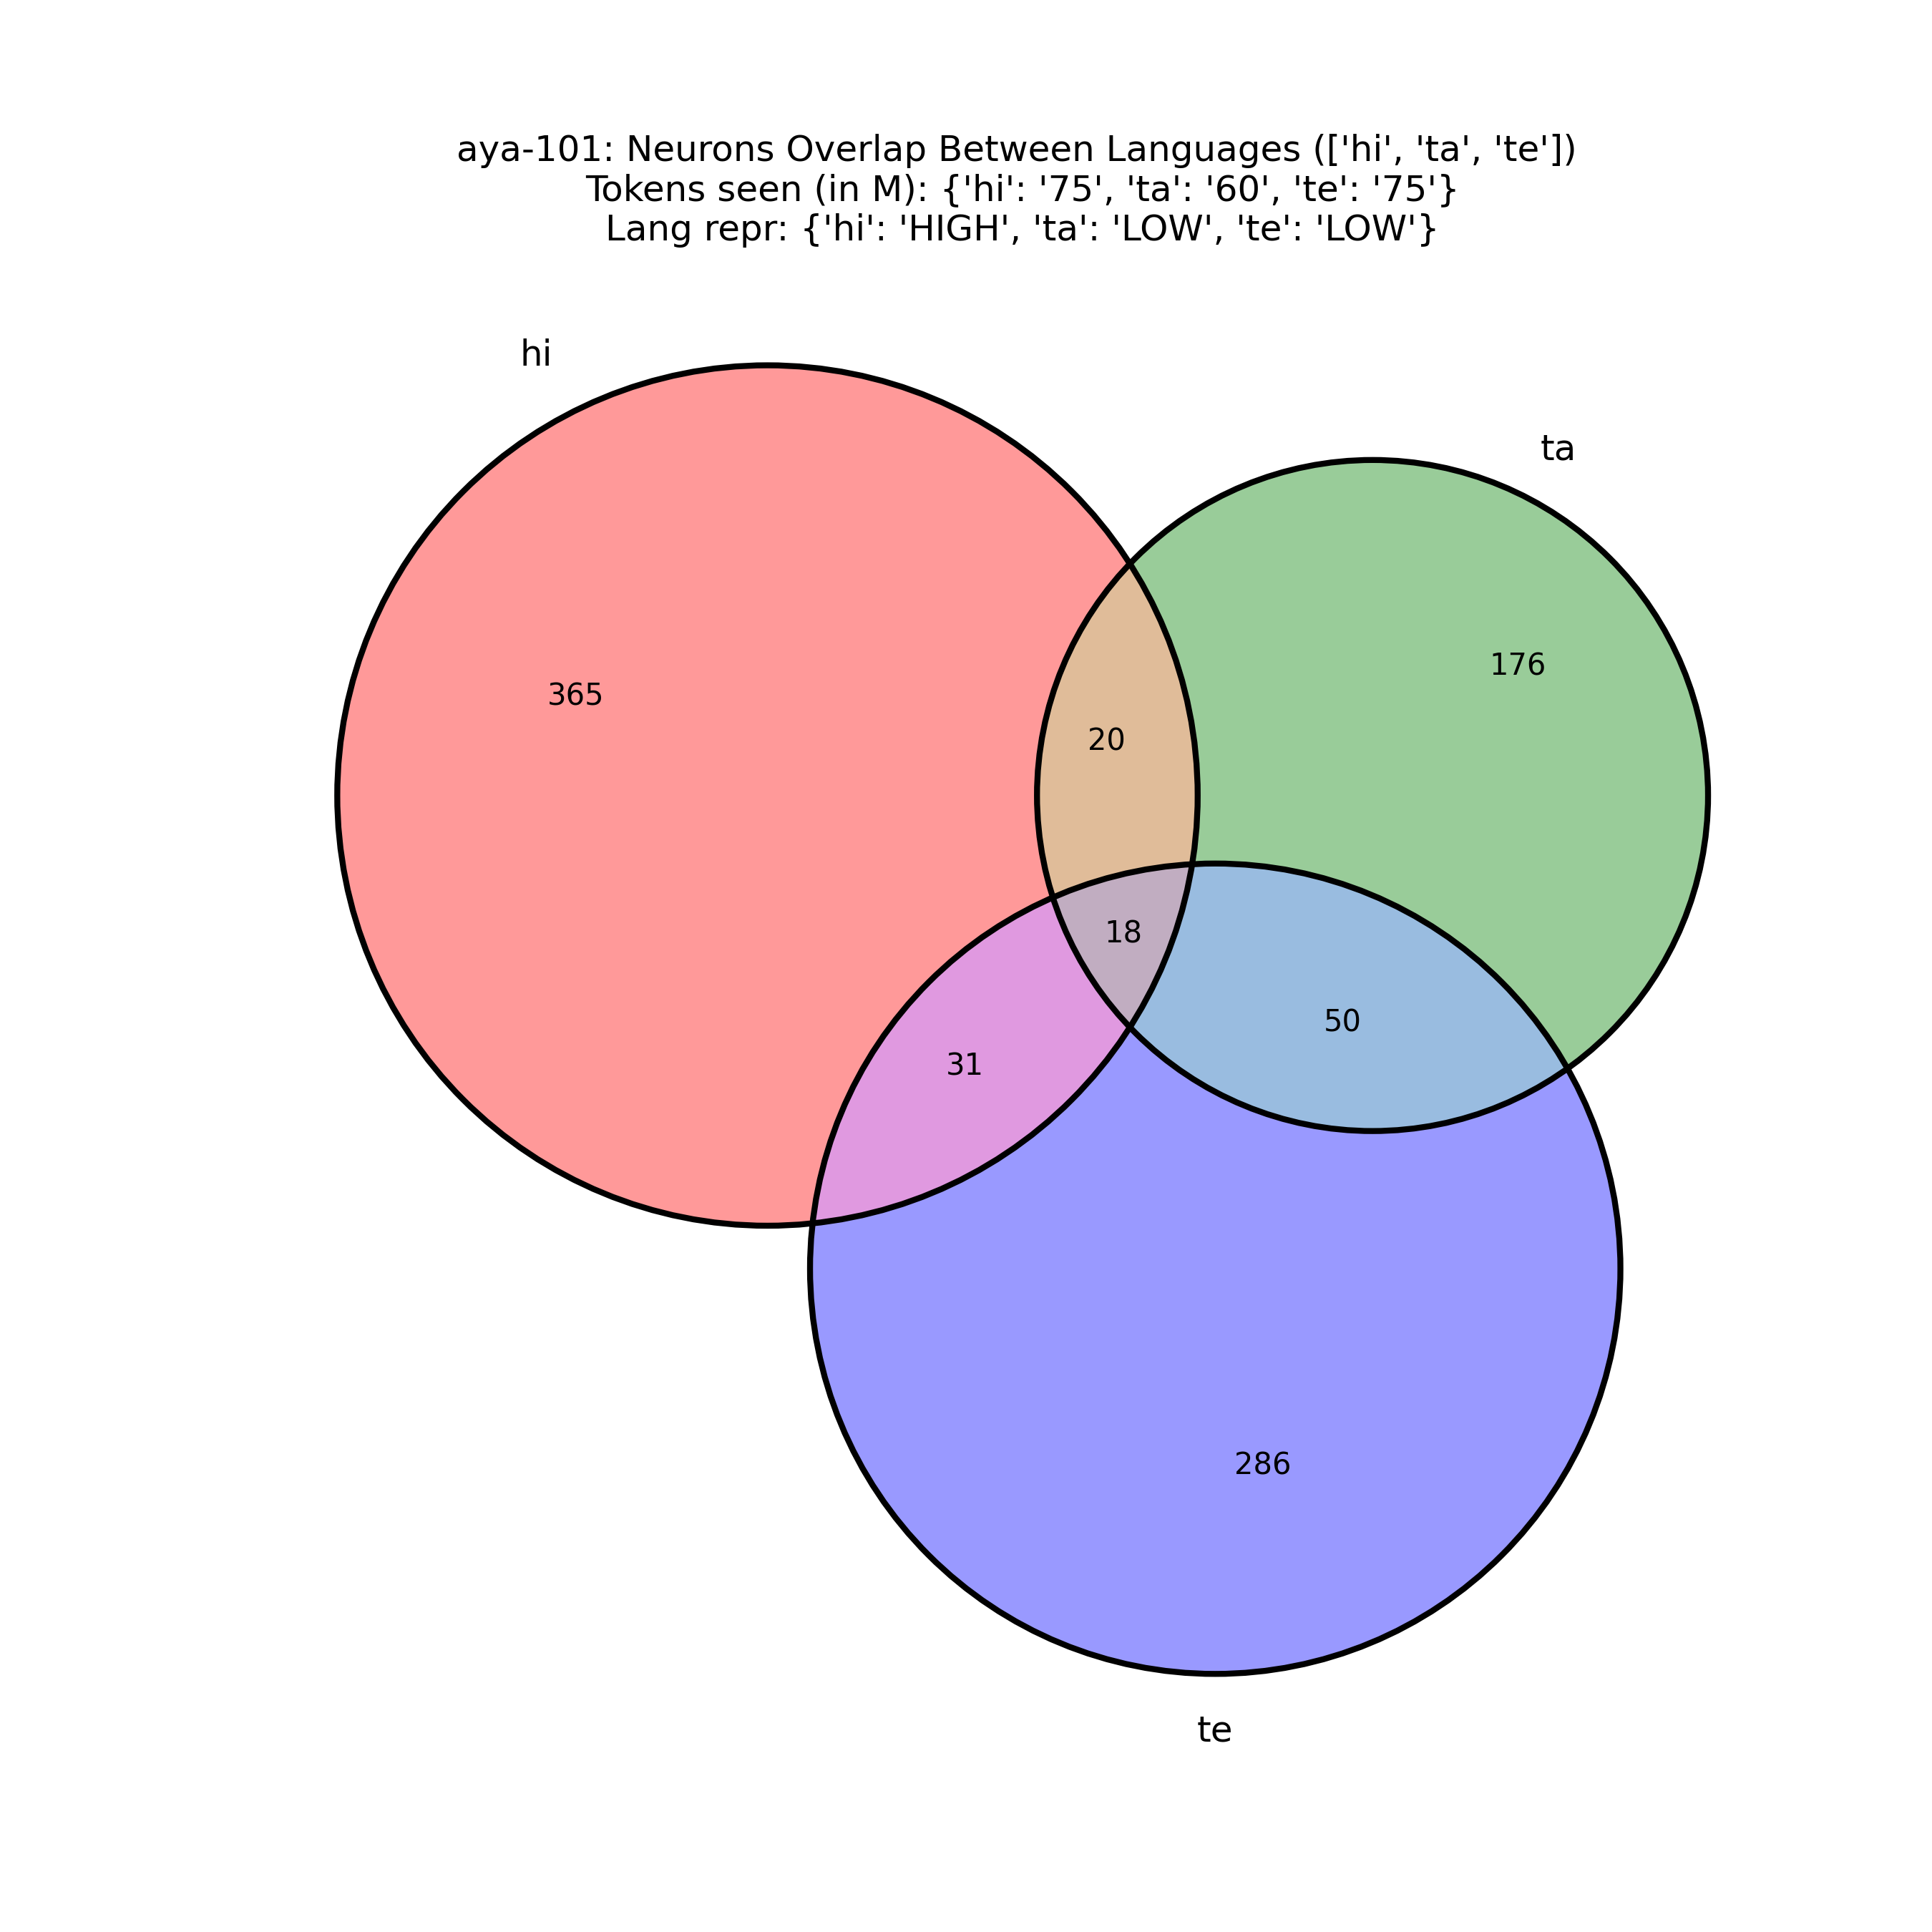 aya-101: Neurons Overlap Between Languages (['hi', 'ta', 'te'])
Tokens seen (in M): {'hi': '75', 'ta': '60', 'te': '75'}
Lang repr: {'hi': 'HIGH', 'ta': 'LOW', 'te': 'LOW'}
hi
ta
365
176
20
18
50
31
286
te